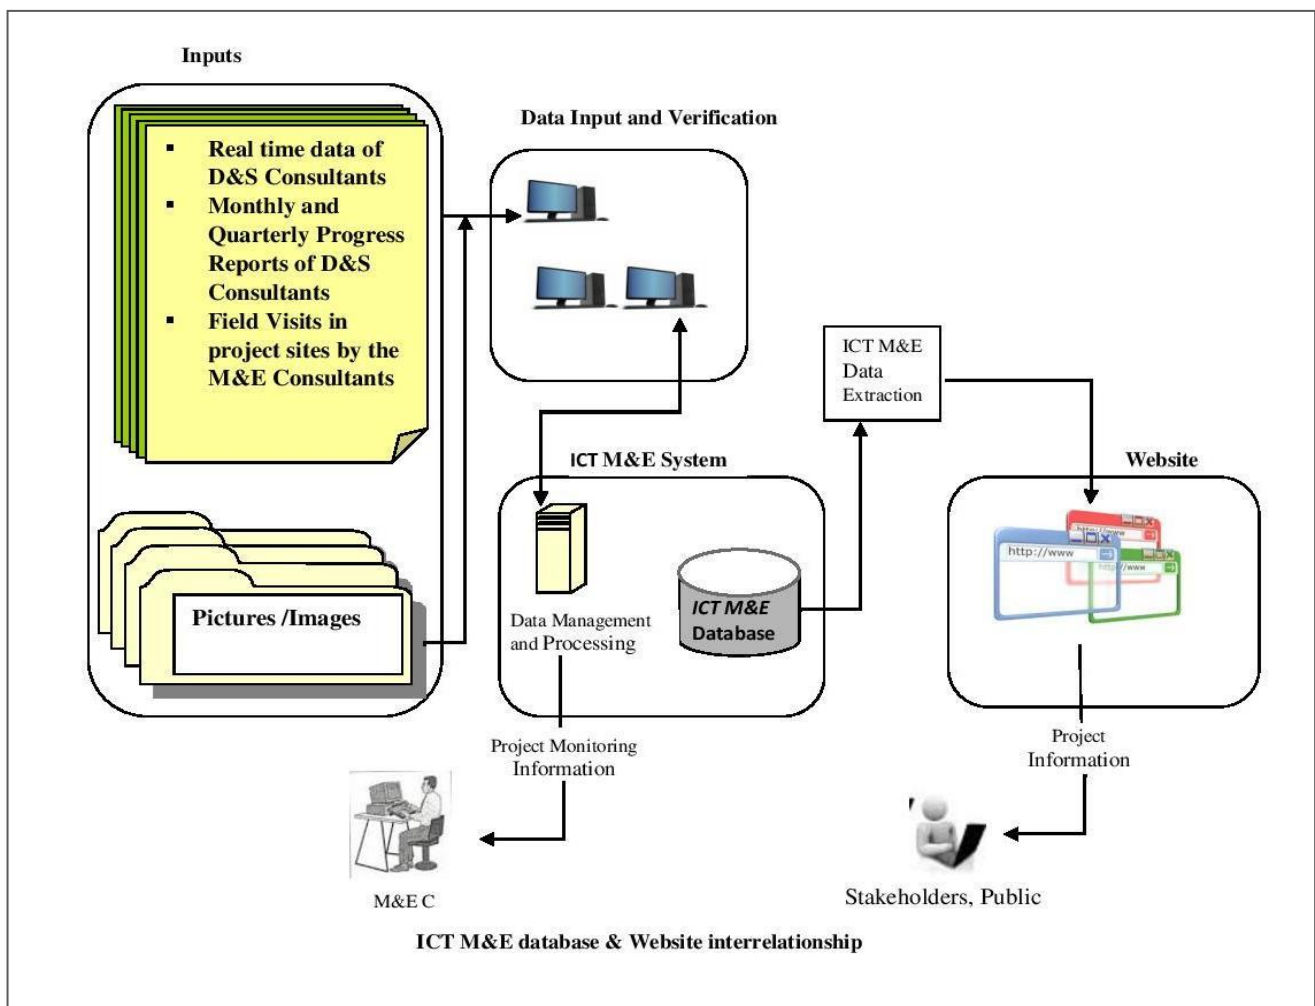 Inputs
Real time data of
D&S Consultants
Monthly and
Quarterly Progress
Reports of D&S
Consultants
Field Visits in
project sites by the
M&E Consultants
Pictures /Images
Data Input and Verification
ICT M&E System
Data Management
and Processing
ICT M&E
Database
Project Monitoring
Information
M&E C
ICT M&E
Data
Extraction
Website
http://www
http://www
http://www
Project
Information
Stakeholders, Public
ICT M&E database & Website interrelationship